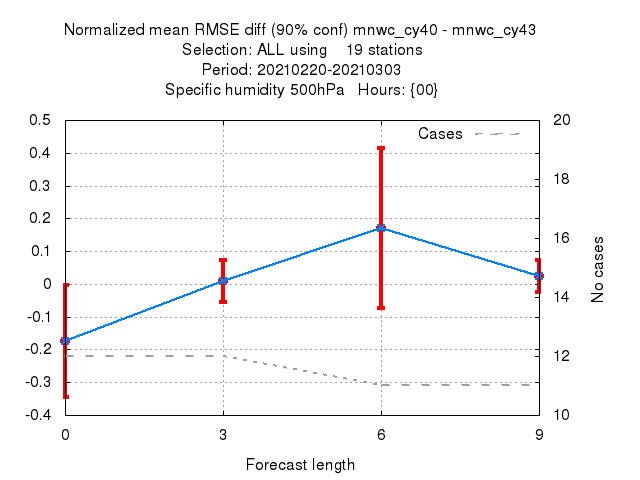 Normalized mean RMSE diff (90% conf) mnwc_cy40 - mnwc_cy43
Selection: ALL using 19 stations
Period: 20210220-20210303
Specific humidity 500hPa Hours: {00}
Cases
0.5
0.4
0.3
0.2
0.1
0
-0.1
-0.2
-0.3
-0.4
20
18
16
14
12
10
No cases
0 3 6 9
Forecast length